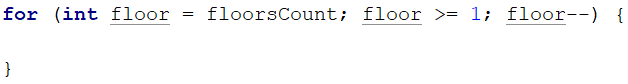 for (int floor = floorsCount; floor >= 1; floor--) {
}